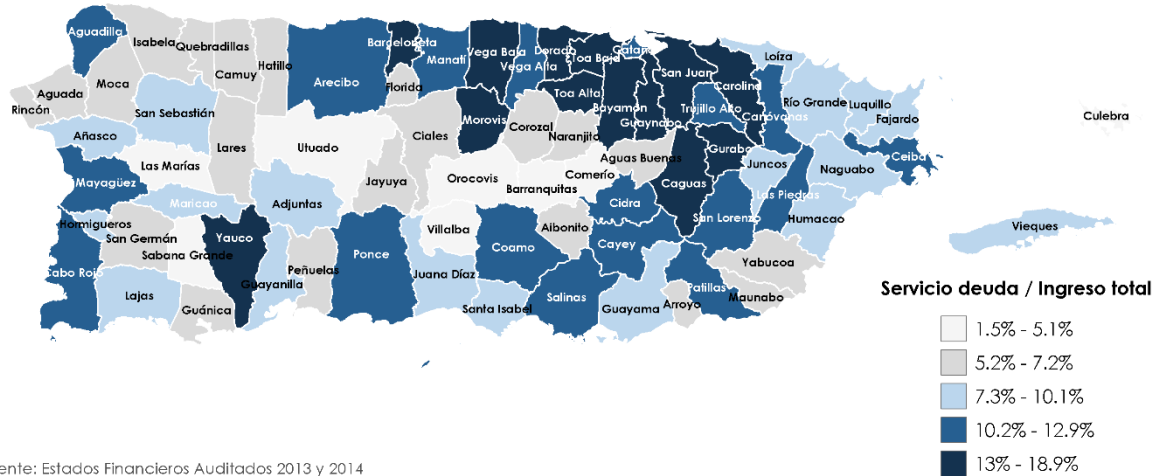 Aguadilla
Isabela
Quebradillas
Camuy
Hatillo
Arecibo
Barceloneta
Manatí
Vega Baja
Vega Alta
Dorado
Toa Baja
Cataño
San Juan
Carolina
Loíza
Moca
Aguada
Rincón
San Sebastián
Florida
Toa Alta
Bayamón
Guaynabo
Trujillo Alto
Canóvanas
Río Grande
Luquillo
Fajardo
Culebra
Añasco
Lares
Utuado
Ciales
Morovis
Corozal
Naranjito
Aguas Buenas
Gurabo
Juncos
Naguabo
Ceiba
Las Marías
Mayagüez
Maricao
Adjuntas
Jayuya
Orocovis
Barranquitas
Comerío
Caguas
Cidra
San Lorenzo
Las Piedras
Humacao
Vieques
Hormigueros
San Germán
Sabana Grande
Yauco
Guayanilla
Peñuelas
Ponce
Villalba
Juana Díaz
Coamo
Aibonito
Cayey
Yabucoa
Cabo Rojo
Lajas
Guánica
Santa Isabel
Salinas
Guayama
Arroyo
Patillas
Maunabo
Servicio deuda / Ingreso total
1.5% - 5.1%
5.2% - 7.2%
7.3% - 10.1%
10.2% - 12.9%
13% - 18.9%
ente: Estados Financieros Auditados 2013 y 2014